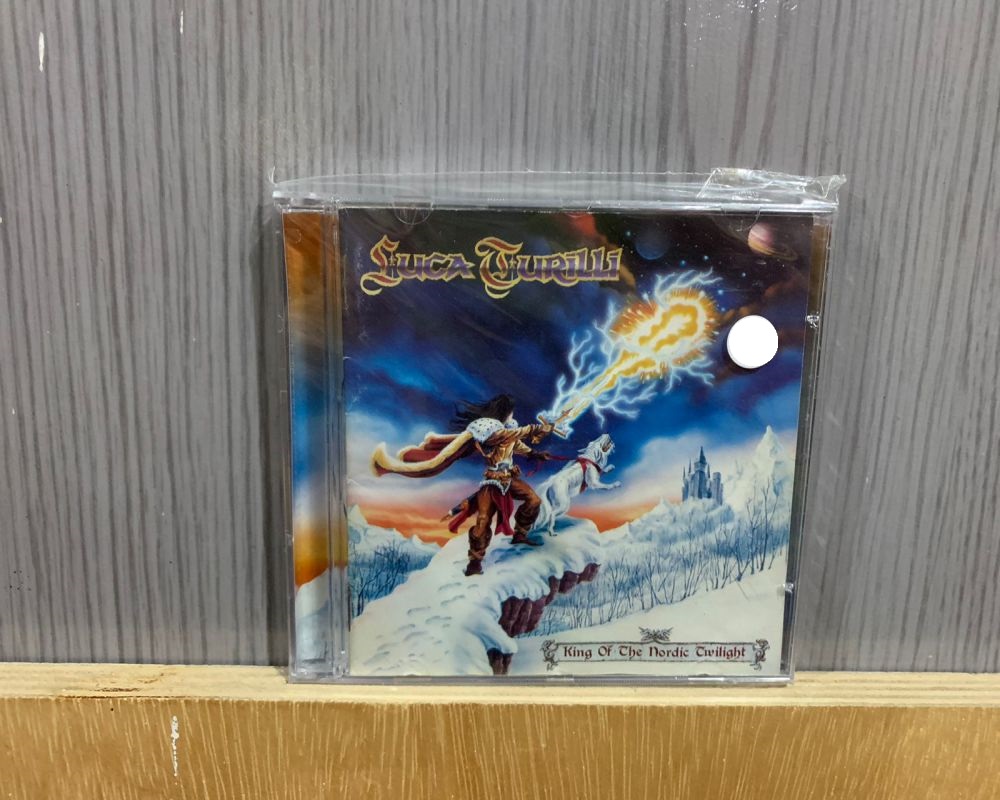 Luca Turilli
King Of The Nordic Twilight